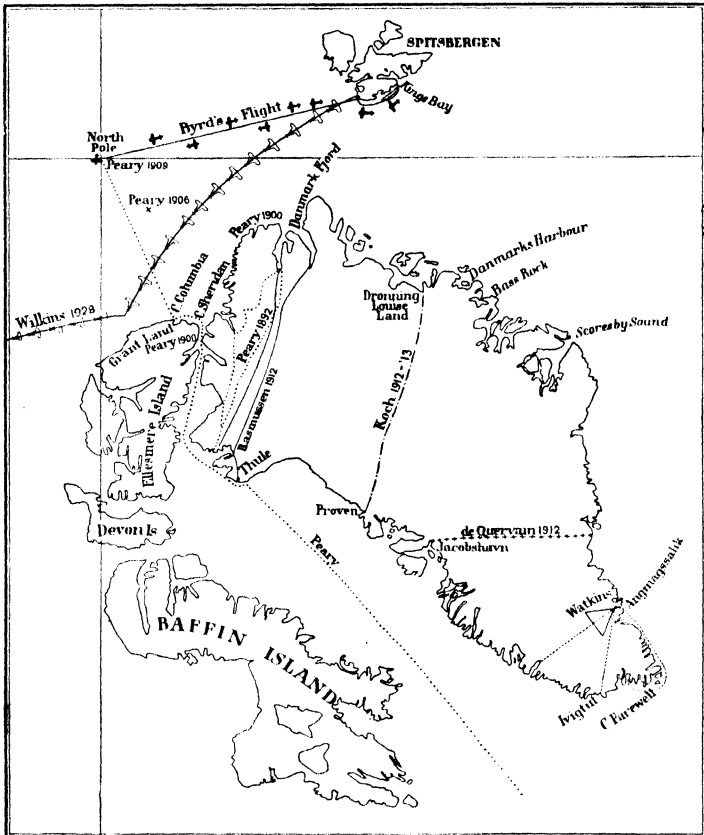 SPITSBERGEN
Kings Bay
Byrd's Flight
North
Pole
Peary 1909
Peary 1906
Danmark Fjord
Peary 1900
Danmarks Harbour
Bass Rock
C. Columbia
C. Sheridan
Dronning
Louise
Land
Wilkins 1928
Scoresby Sound
Grant Land
Peary 1900
Peary 1892
Rasmussen 1912
Koch 1912-'13
Ellesmere Island
Thule
Proven
Devon Is
de Quervain 1912
Jacobshavn
Peary
Watkins
Angmagssalik
BAFFIN ISLAND
Ivigtut
C Farewell